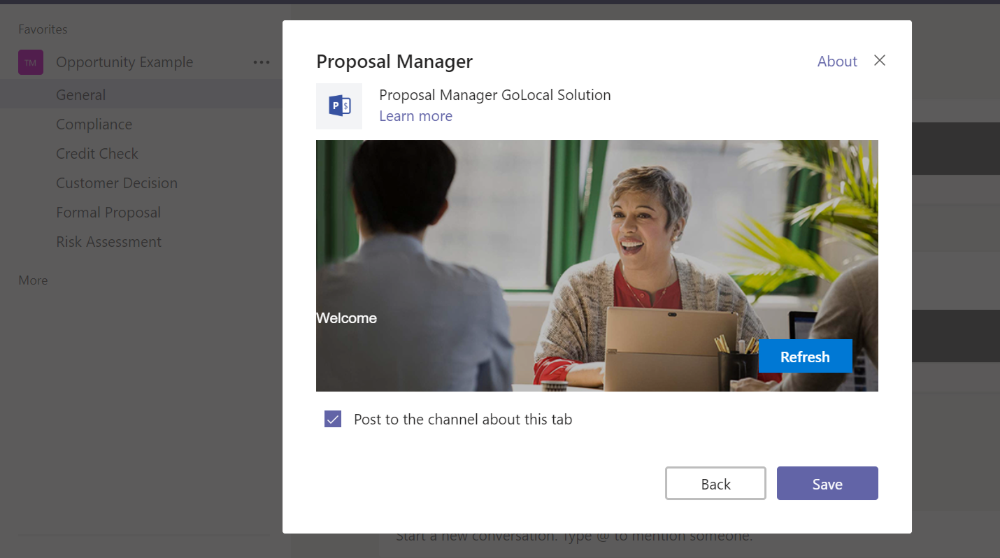 Favorites
TM
Opportunity Example
General
Compliance
Credit Check
Customer Decision
Formal Proposal
Risk Assessment
More
Proposal Manager
About
P $
Proposal Manager GoLocal Solution
Learn more
Welcome
Refresh
Post to the channel about this tab
Back
Save
Start a new conversation. Type @ to mention someone.